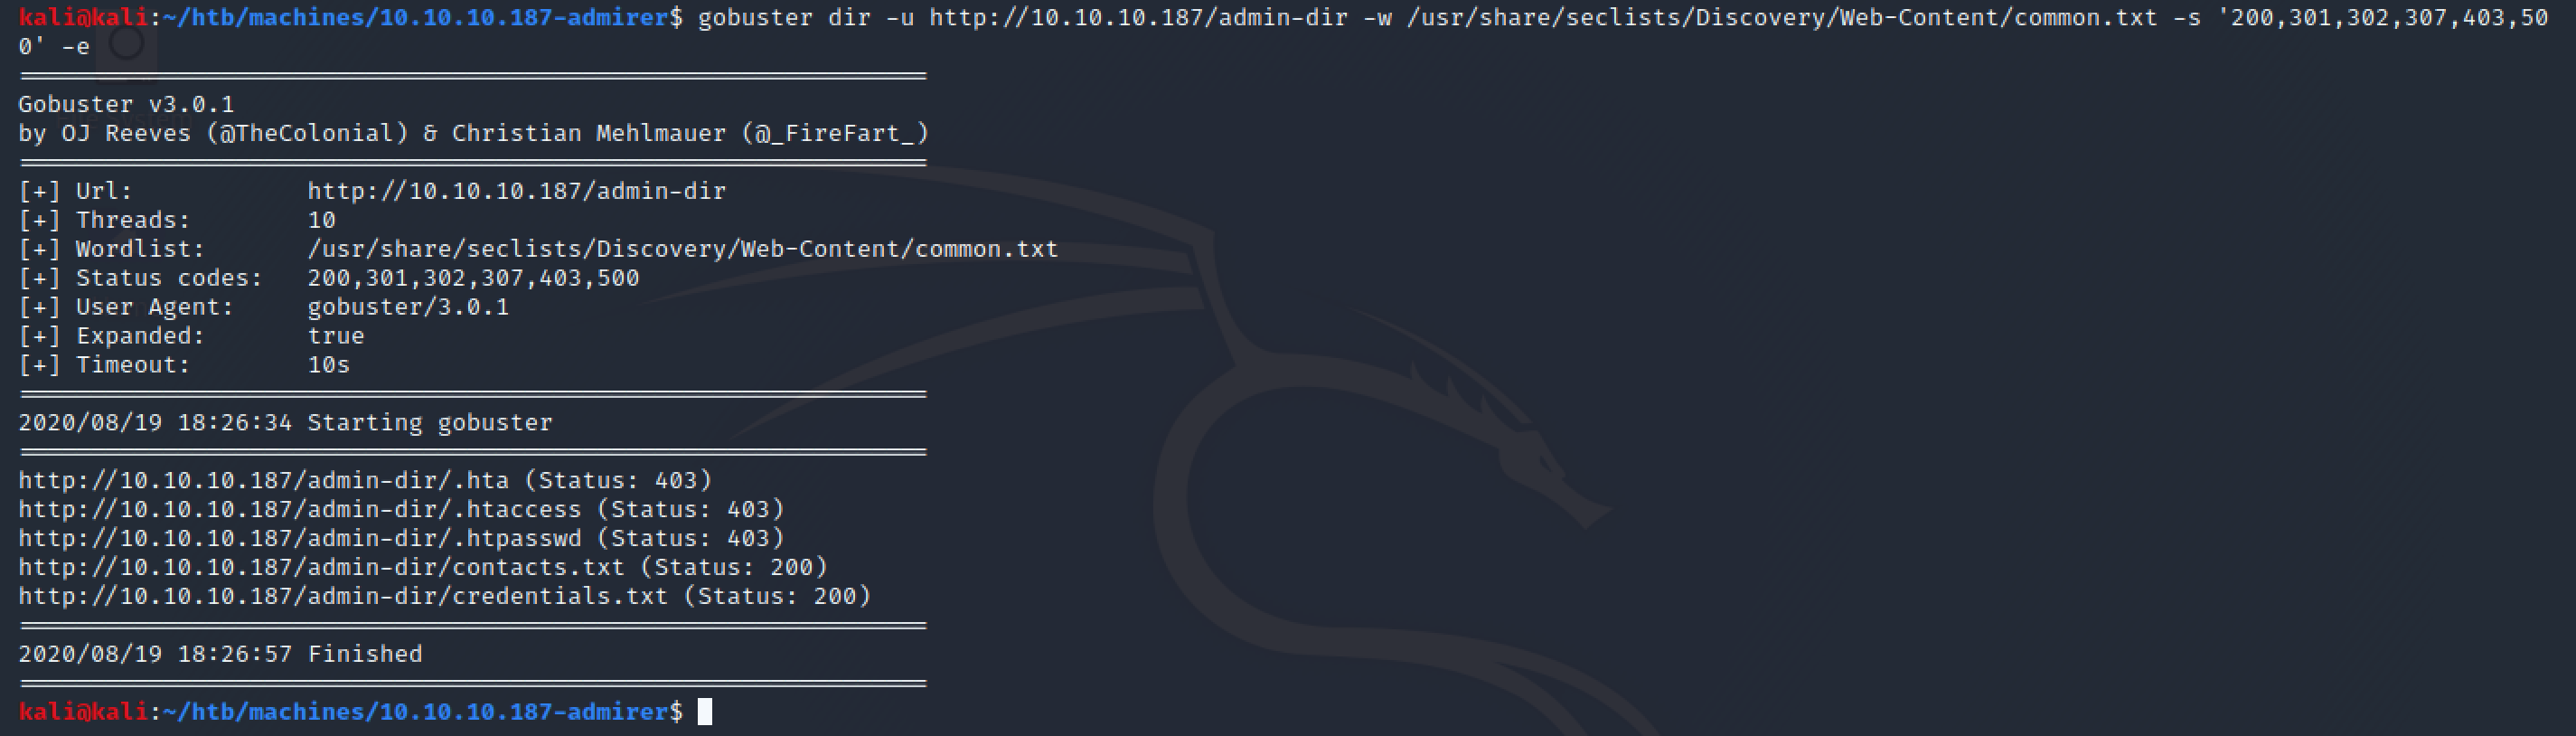 kali@kali:~/htb/machines/10.10.10.187-admirer$ gobuster dir -u http://10.10.10.187/admin-dir -w /usr/share/seclists/Discovery/Web-Content/common.txt -s '200,301,302,307,403,50
0' -e
===============================================================
Gobuster v3.0.1
by OJ Reeves (@TheColonial) & Christian Mehlmauer (@_FireFart_)
===============================================================
[+] Url:            http://10.10.10.187/admin-dir
[+] Threads:        10
[+] Wordlist:       /usr/share/seclists/Discovery/Web-Content/common.txt
[+] Status codes:   200,301,302,307,403,500
[+] User Agent:     gobuster/3.0.1
[+] Expanded:       true
[+] Timeout:        10s
===============================================================
2020/08/19 18:26:34 Starting gobuster
===============================================================
http://10.10.10.187/admin-dir/.hta (Status: 403)
http://10.10.10.187/admin-dir/.htaccess (Status: 403)
http://10.10.10.187/admin-dir/.htpasswd (Status: 403)
http://10.10.10.187/admin-dir/contacts.txt (Status: 200)
http://10.10.10.187/admin-dir/credentials.txt (Status: 200)
===============================================================
2020/08/19 18:26:57 Finished
===============================================================
kali@kali:~/htb/machines/10.10.10.187-admirer$